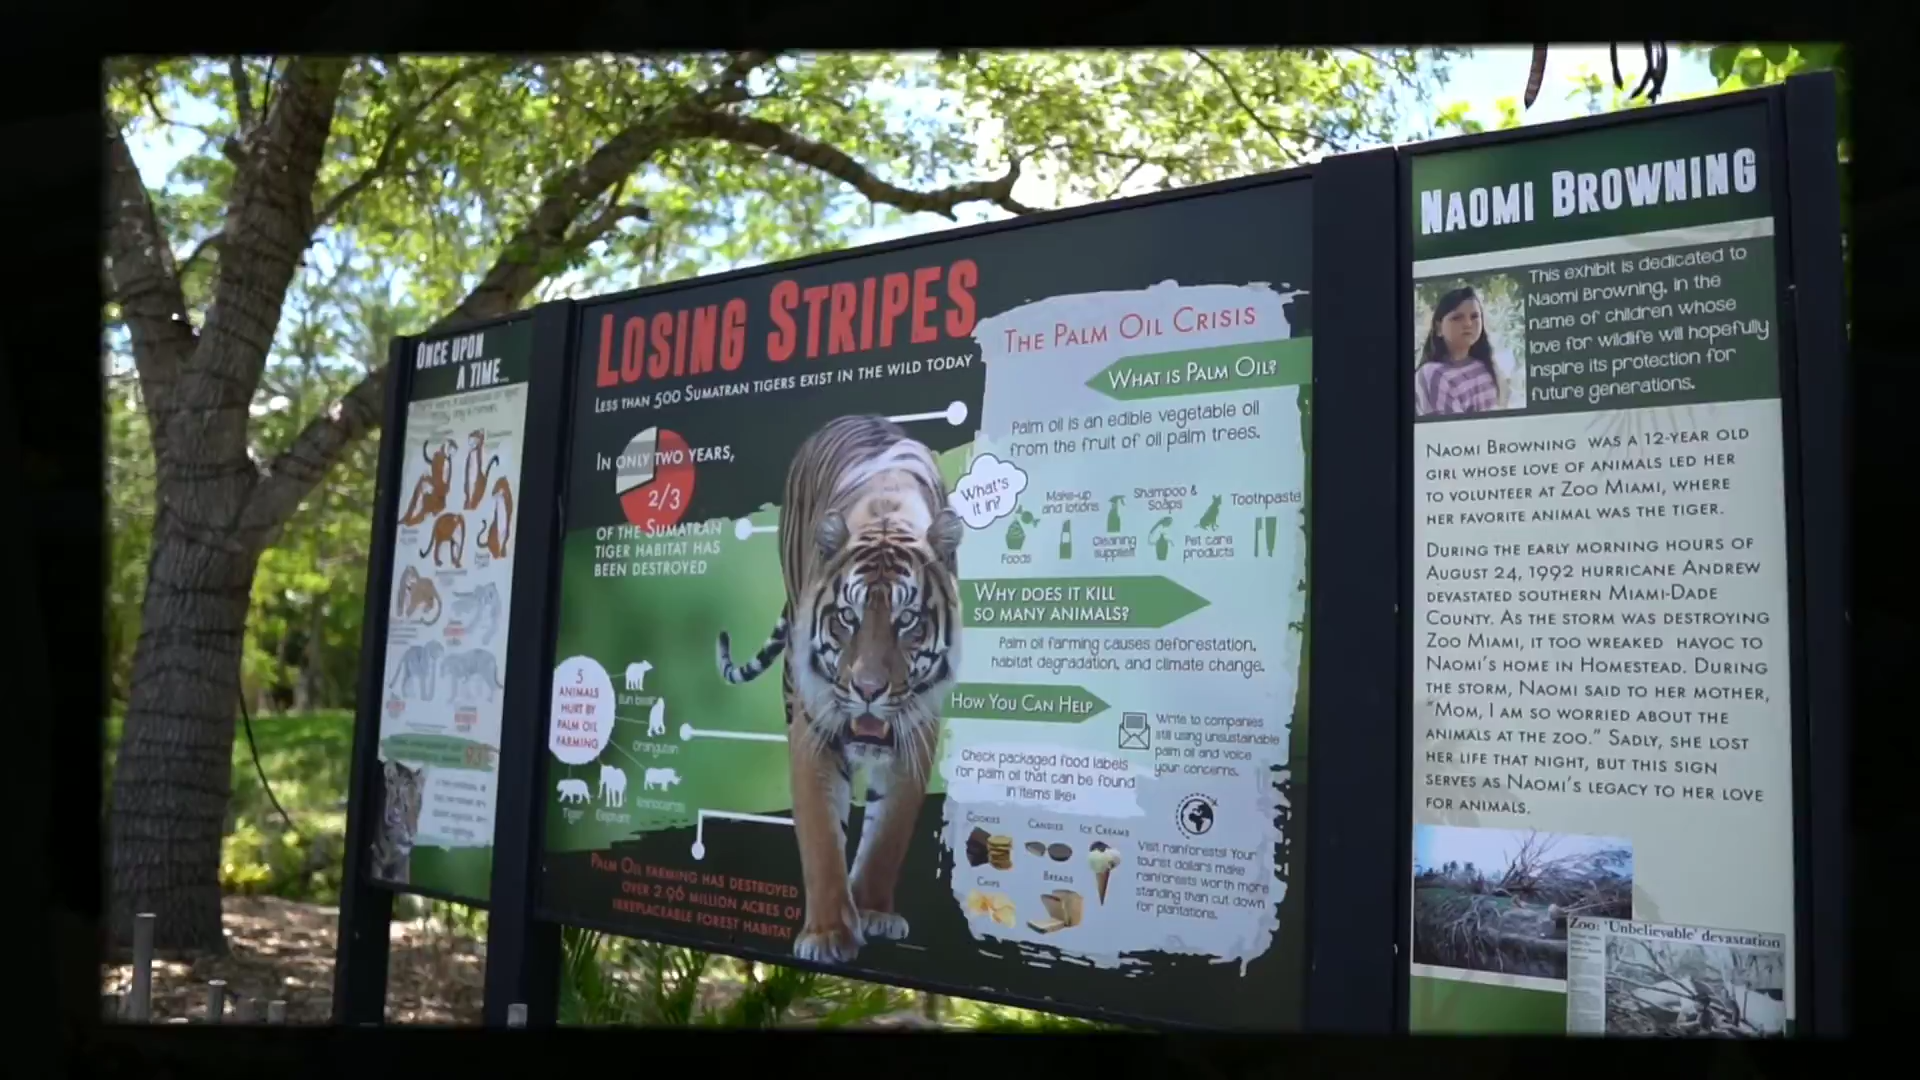 ONCE UPON
A TIME...
LOSING STRIPES
LESS THAN 500 SUMATRAN TIGERS EXIST IN THE WILD TODAY
IN ONLY TWO YEARS,
2/3
OF THE SUMATRAN
TIGER HABITAT HAS
BEEN DESTROYED
5
ANIMALS
HURT BY
PALM OIL
FARMING
Sun bear
Orangutan
Rhinoceros
Tiger
Elephant
PALM OIL FARMING HAS DESTROYED
OVER 2.96 MILLION ACRES OF
IRREPLACEABLE FOREST HABITAT
THE PALM OIL CRISIS
WHAT IS PALM OIL?
Palm oil is an edible vegetable oil
from the fruit of oil palm trees.
What's
it in?
Foods
Make-up
and lotions
Cleaning
supplies
Shampoo &
Soaps
Pet care
products
Toothpaste
WHY DOES IT KILL
SO MANY ANIMALS?
Palm oil farming causes deforestation,
habitat degradation, and climate change.
HOW YOU CAN HELP
Write to companies
still using unsustainable
palm oil and voice
your concerns.
Check packaged food labels
for palm oil that can be found
in items like:
COOKIES
CANDIES
ICE CREAMS
CHIPS
BREADS
Visit rainforests! Your
tourist dollars make
rainforests worth more
standing than cut down
for plantations.
NAOMI BROWNING
This exhibit is dedicated to
Naomi Browning, in the
name of children whose
love for wildlife will hopefully
inspire its protection for
future generations.
NAOMI BROWNING WAS A 12-YEAR OLD
GIRL WHOSE LOVE OF ANIMALS LED HER
TO VOLUNTEER AT ZOO MIAMI, WHERE
HER FAVORITE ANIMAL WAS THE TIGER.
DURING THE EARLY MORNING HOURS OF
AUGUST 24, 1992 HURRICANE ANDREW
DEVASTATED SOUTHERN MIAMI-DADE
COUNTY. AS THE STORM WAS DESTROYING
ZOO MIAMI, IT TOO WREAKED HAVOC TO
NAOMI'S HOME IN HOMESTEAD. DURING
THE STORM, NAOMI SAID TO HER MOTHER,
"MOM, I AM SO WORRIED ABOUT THE
ANIMALS AT THE ZOO." SADLY, SHE LOST
HER LIFE THAT NIGHT, BUT THIS SIGN
SERVES AS NAOMI'S LEGACY TO HER LOVE
FOR ANIMALS.
Zoo: 'Unbelievable' devastation